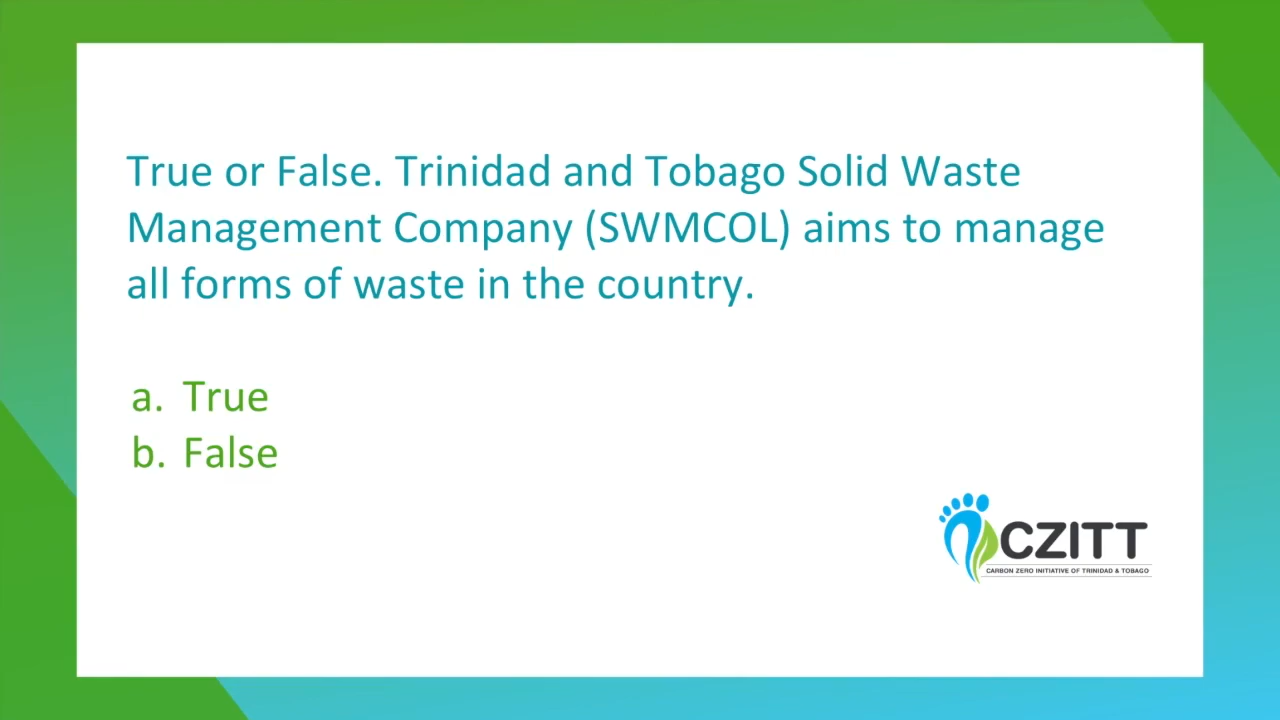 True or False. Trinidad and Tobago Solid Waste
Management Company (SWMCOL) aims to manage
all forms of waste in the country.
a. True
b. False
CZITT
CARBON ZERO INITIATIVE OF TRINIDAD & TOBAGO